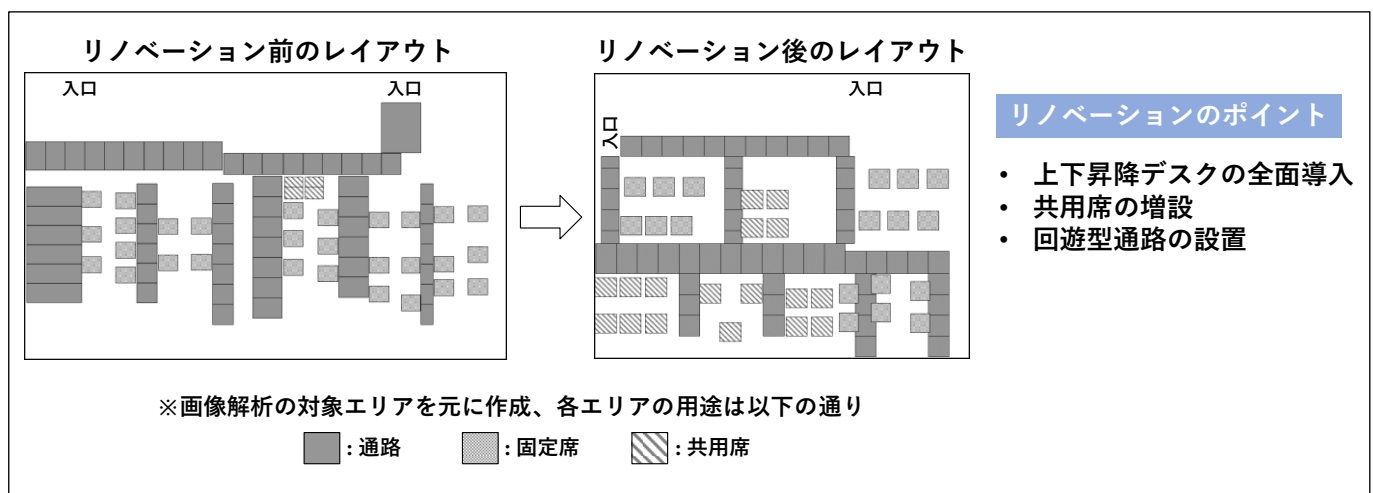 リノベーション前のレイアウト
入口
入口
リノベーション後のレイアウト
入口
入口
リノベーションのポイント
• 上下昇降デスクの全面導入
• 共用席の増設
• 回遊型通路の設置
※画像解析の対象エリアを元に作成、各エリアの用途は以下の通り
: 通路
: 固定席
: 共用席